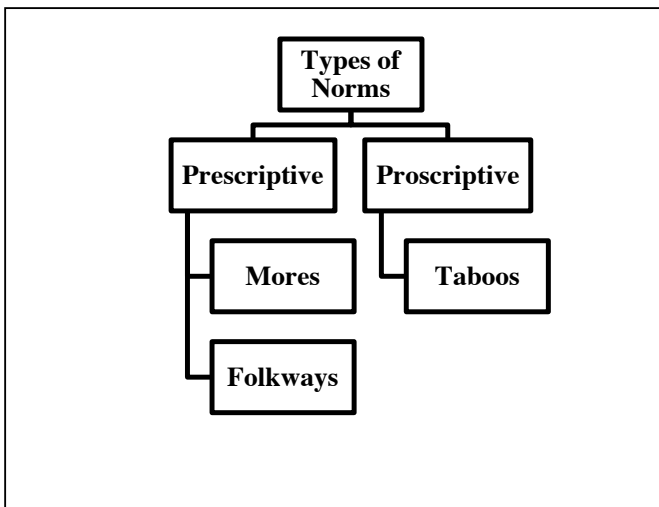 Types of
Norms
Prescriptive
Proscriptive
Mores
Taboos
Folkways